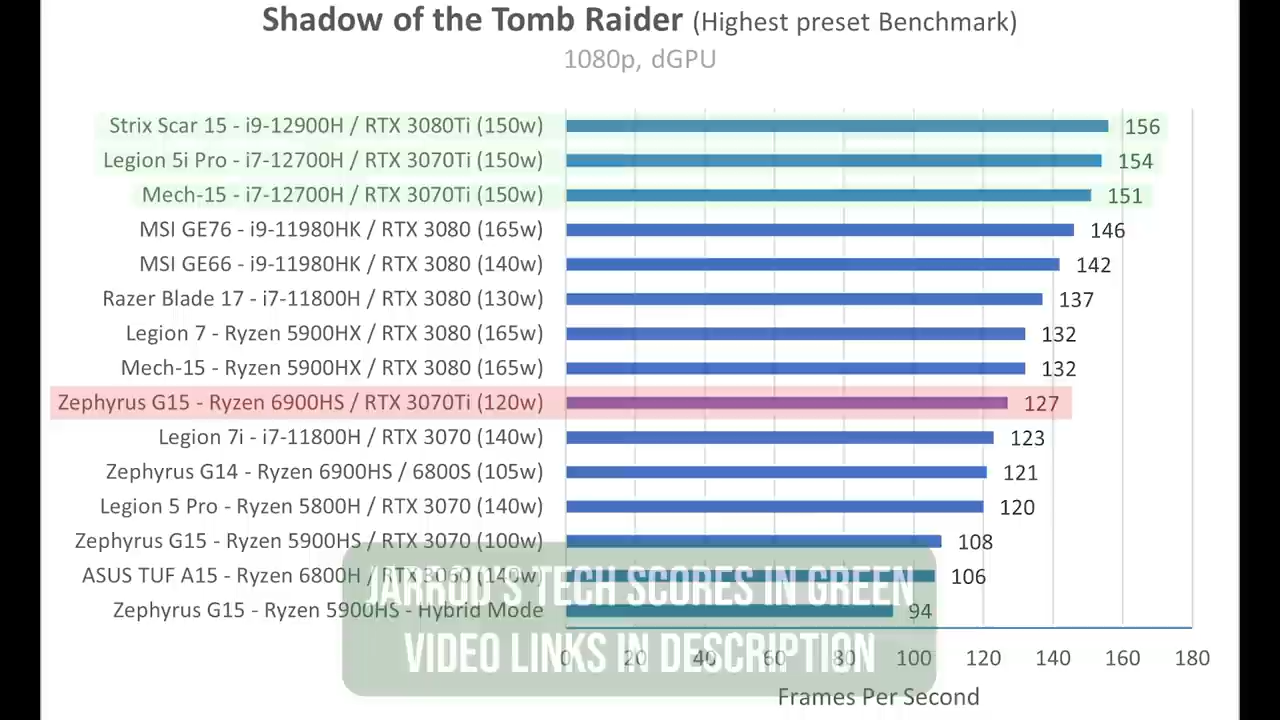 Shadow of the Tomb Raider (Highest preset Benchmark)
1080p, dGPU
Strix Scar 15 - i9-12900H / RTX 3080Ti (150w) 156
Legion 5i Pro - i7-12700H / RTX 3070Ti (150w) 154
Mech-15 - i7-12700H / RTX 3070Ti (150w) 151
MSI GE76 - i9-11980HK / RTX 3080 (165w) 146
MSI GE66 - i9-11980HK / RTX 3080 (140w) 142
Razer Blade 17 - i7-11800H / RTX 3080 (130w) 137
Legion 7 - Ryzen 5900HX / RTX 3080 (165w) 132
Mech-15 - Ryzen 5900HX / RTX 3080 (165w) 132
Zephyrus G15 - Ryzen 6900HS / RTX 3070Ti (120w) 127
Legion 7i - i7-11800H / RTX 3070 (140w) 123
Zephyrus G14 - Ryzen 6900HS / 6800S (105w) 121
Legion 5 Pro - Ryzen 5800H / RTX 3070 (140w) 120
Zephyrus G15 - Ryzen 5900HS / RTX 3070 (100w) 108
ASUS TUF A15 - Ryzen 6800H / RTX 3060 (140w) 106
JARROD'S TECH SCORES IN GREEN
Zephyrus G15 - Ryzen 5900HS - Hybrid Mode 94
VIDEO LINKS IN DESCRIPTION
0 20 40 60 80 100 120 140 160 180
Frames Per Second